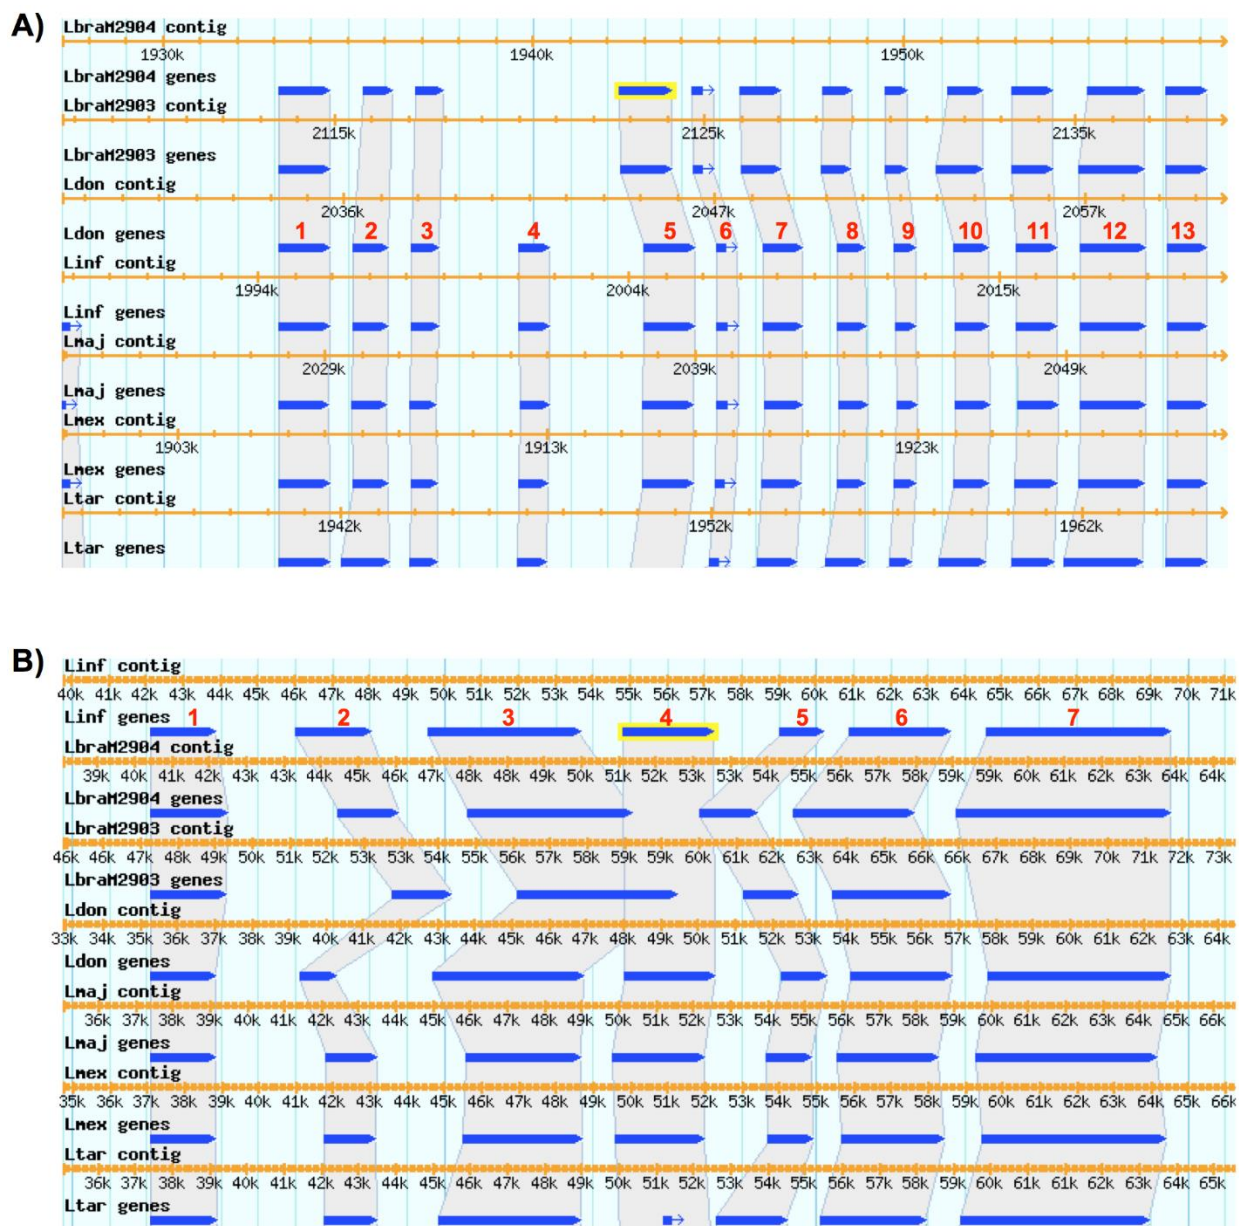 A)
LbraM2904 contig
1930k 1940k 1950k
LbraM2904 genes
LbraM2903 contig
2115k 2125k 2135k
LbraM2903 genes
Ldon contig
2036k 2047k 2057k
Ldon genes 1 2 3 4 5 6 7 8 9 10 11 12 13
Linf contig
1994k 2004k 2015k
Linf genes
Lmaj contig
2029k 2039k 2049k
Lmaj genes
Lmex contig
1903k 1913k 1923k
Lmex genes
Ltar contig
1942k 1952k 1962k
Ltar genes
B)
Linf contig
40k 41k 42k 43k 44k 45k 46k 47k 48k 49k 50k 51k 52k 53k 54k 55k 56k 57k 58k 59k 60k 61k 62k 63k 64k 65k 66k 67k 68k 69k 70k 71k
Linf genes 1 2 3 4 5 6 7
LbraM2904 contig
39k 40k 41k 42k 43k 44k 45k 46k 47k 48k 49k 50k 51k 52k 53k 53k 54k 55k 56k 57k 58k 59k 59k 60k 61k 62k 63k 64k 64k
LbraM2904 genes
LbraM2903 contig
46k 46k 47k 48k 49k 50k 51k 52k 53k 54k 55k 56k 57k 58k 59k 59k 60k 61k 62k 63k 64k 65k 66k 66k 67k 68k 69k 70k 71k 72k 73k
LbraM2903 genes
Ldon contig
33k 34k 35k 36k 37k 38k 39k 40k 41k 42k 43k 44k 45k 46k 47k 48k 49k 50k 51k 52k 53k 54k 55k 56k 57k 58k 59k 60k 61k 62k 63k 64k
Ldon genes
Lmaj contig
36k 37k 38k 39k 40k 41k 42k 43k 44k 45k 46k 47k 48k 49k 50k 51k 52k 53k 54k 55k 56k 57k 58k 59k 60k 61k 62k 63k 64k 65k 66k
Lmaj genes
Lmex contig
35k 36k 37k 38k 39k 40k 41k 42k 43k 44k 45k 46k 47k 48k 49k 50k 51k 52k 53k 54k 55k 56k 57k 58k 59k 60k 61k 62k 63k 64k 65k 66k
Lmex genes
Ltar contig
36k 37k 38k 39k 40k 41k 42k 43k 44k 45k 46k 47k 48k 49k 50k 51k 52k 53k 54k 55k 56k 57k 58k 59k 60k 61k 62k 63k 64k 65k
Ltar genes